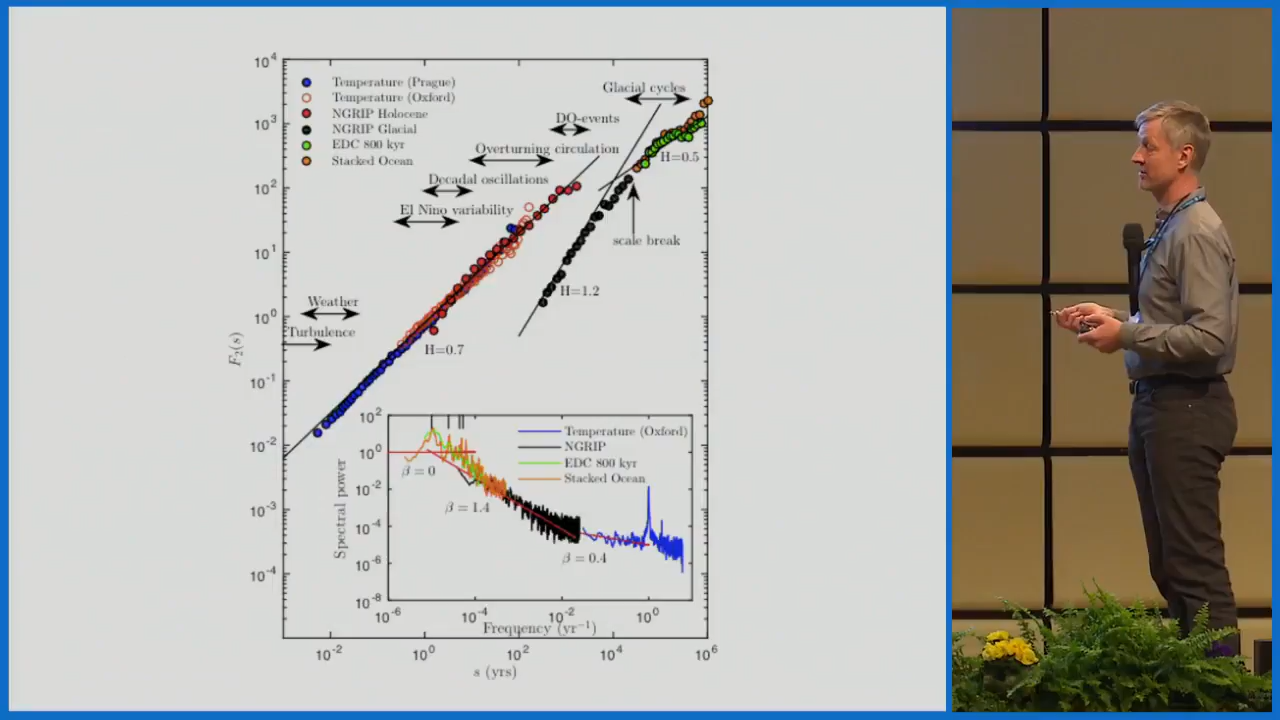 Temperature (Prague)
Temperature (Oxford)
NGRIP Holocene
NGRIP Glacial
EDC 800 kyr
Stacked Ocean
Glacial cycles
DO-events
Overturning circulation
Decadal oscillations
El Nino variability
Weather
Turbulence
H=0.5
scale break
H=1.2
H=0.7
F₂(s)
10⁴
10³
10²
10¹
10⁰
10⁻¹
10⁻²
10⁻³
10⁻⁴
10⁻² 10⁰ 10² 10⁴ 10⁶
s (yrs)
Temperature (Oxford)
NGRIP
EDC 800 kyr
Stacked Ocean
β = 0
β = 1.4
β = 0.4
Spectral power
10²
10⁰
10⁻²
10⁻⁴
10⁻⁶
10⁻⁸
10⁻⁶ 10⁻⁴ 10⁻² 10⁰
Frequency (yr⁻¹)